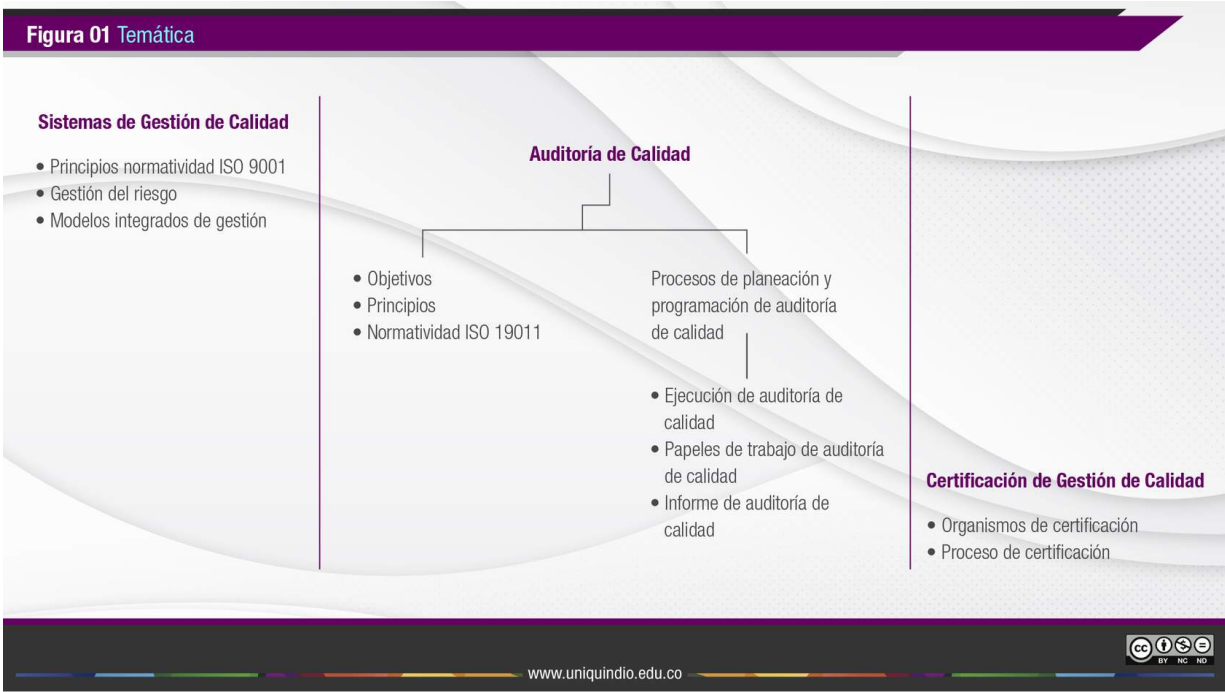 Figura 01 Temática
Sistemas de Gestión de Calidad
• Principios normatividad ISO 9001
• Gestión del riesgo
• Modelos integrados de gestión
Auditoría de Calidad
• Objetivos
• Principios
• Normatividad ISO 19011
Procesos de planeación y
programación de auditoría
de calidad
• Ejecución de auditoría de
calidad
• Papeles de trabajo de auditoría
de calidad
• Informe de auditoría de
calidad
Certificación de Gestión de Calidad
• Organismos de certificación
• Proceso de certificación
www.uniquindio.edu.co
cc
BY NC ND